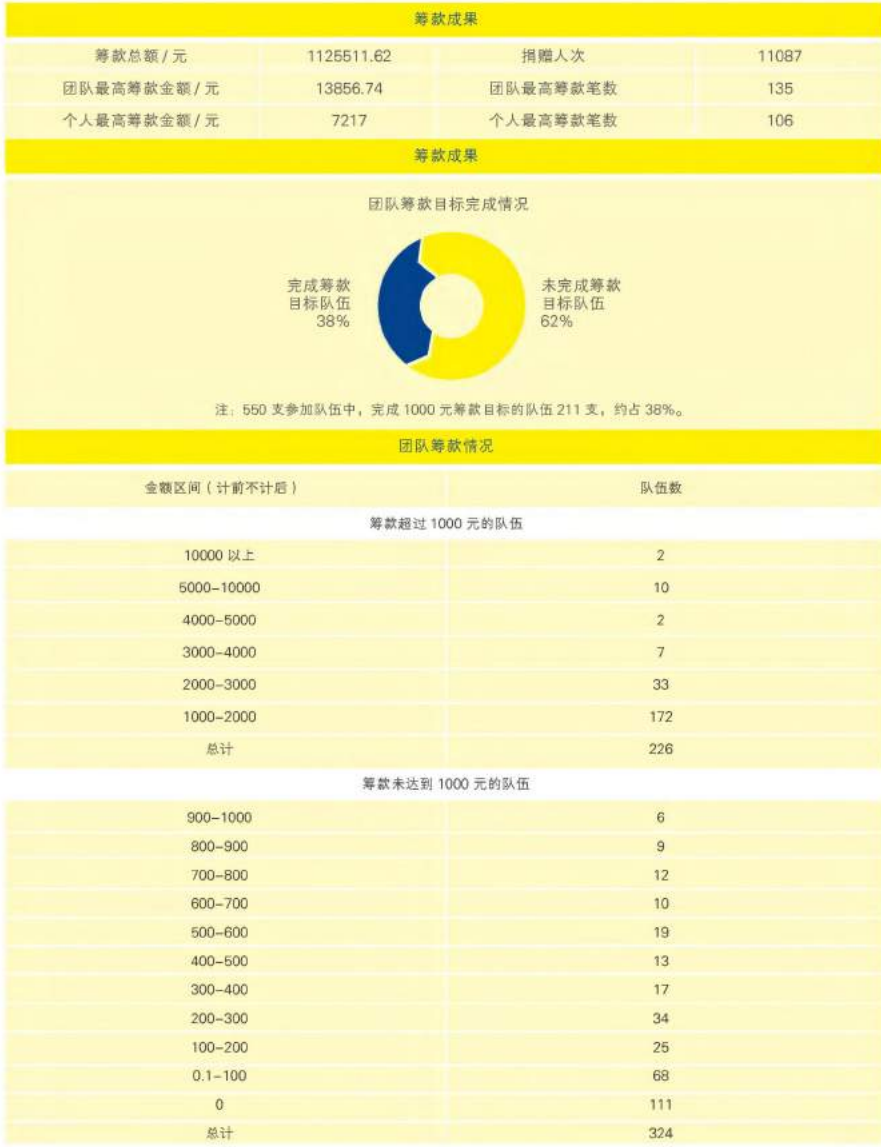 筹款成果
筹款总额/元 1125511.62 捐赠人次 11087
团队最高筹款金额/元 13856.74 团队最高筹款笔数 135
个人最高筹款金额/元 7217 个人最高筹款笔数 106
筹款成果
团队筹款目标完成情况
完成筹款
目标队伍
38%
未完成筹款
目标队伍
62%
注：550 支参加队伍中，完成 1000 元筹款目标的队伍 211 支，约占 38%。
团队筹款情况
金额区间（计前不计后） 队伍数
筹款超过 1000 元的队伍
10000 以上 2
5000-10000 10
4000-5000 2
3000-4000 7
2000-3000 33
1000-2000 172
总计 226
筹款未达到 1000 元的队伍
900-1000 6
800-900 9
700-800 12
600-700 10
500-600 19
400-500 13
300-400 17
200-300 34
100-200 25
0.1-100 68
0 111
总计 324